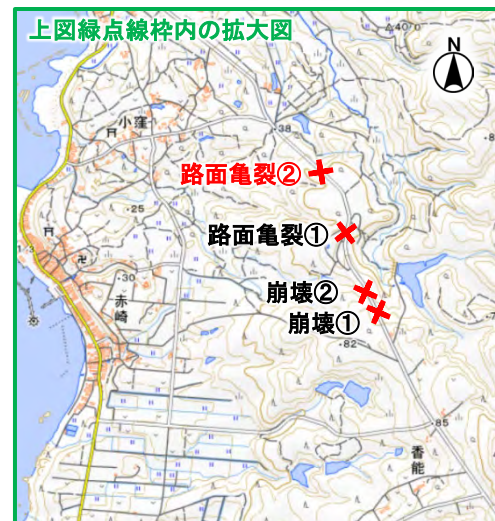 上図緑点線枠内の拡大図
N
小窪
・38
路面亀裂②
・25
路面亀裂①
・30
赤崎
崩壊②
崩壊①
・82
・85
香能